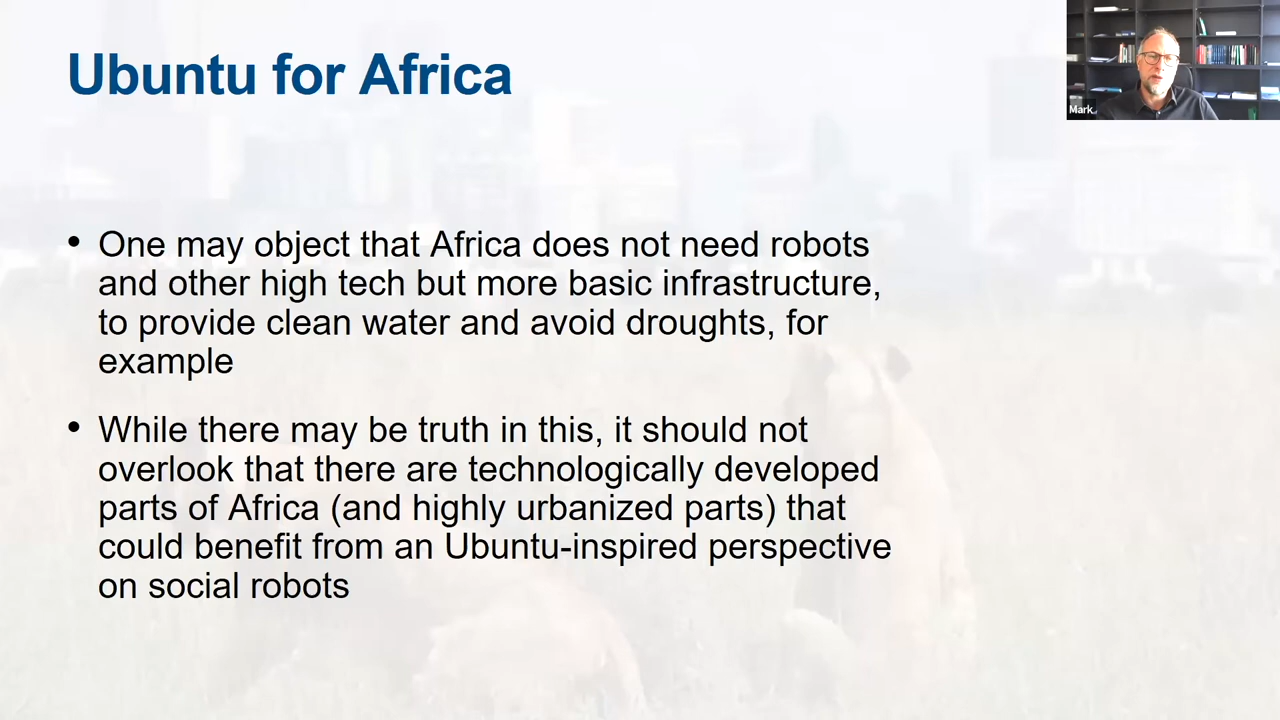 Ubuntu for Africa
Mark
• One may object that Africa does not need robots
and other high tech but more basic infrastructure,
to provide clean water and avoid droughts, for
example
• While there may be truth in this, it should not
overlook that there are technologically developed
parts of Africa (and highly urbanized parts) that
could benefit from an Ubuntu-inspired perspective
on social robots